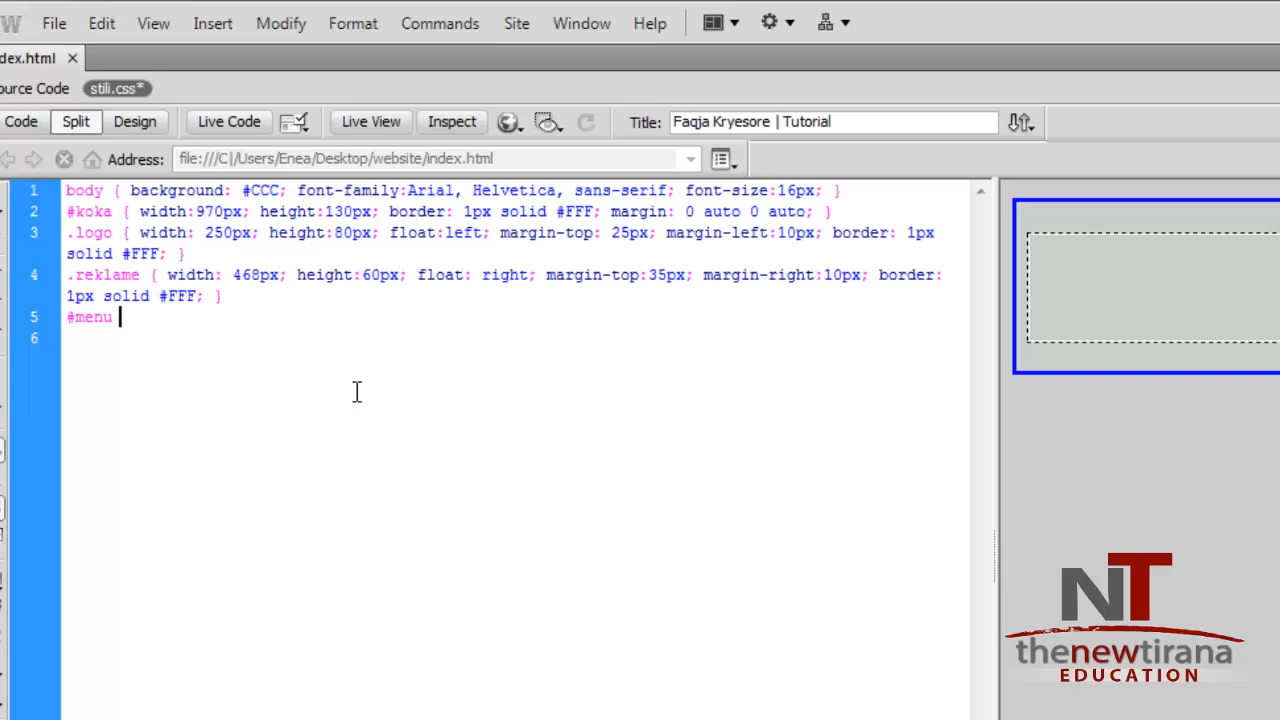 W File Edit View Insert Modify Format Commands Site Window Help
dex.html
ource Code stili.css*
Code Split Design Live Code Live View Inspect Title: Faqja Kryesore | Tutorial
Address: file:///C|/Users/Enea/Desktop/website/index.html
1 body { background: #CCC; font-family:Arial, Helvetica, sans-serif; font-size:16px; }
2 #koka { width:970px; height:130px; border: 1px solid #FFF; margin: 0 auto 0 auto; }
3 .logo { width: 250px; height:80px; float:left; margin-top: 25px; margin-left:10px; border: 1px
solid #FFF; }
4 .reklame { width: 468px; height:60px; float: right; margin-top:35px; margin-right:10px; border:
1px solid #FFF; }
5 #menu
6
NT
thenewtirana
EDUCATION